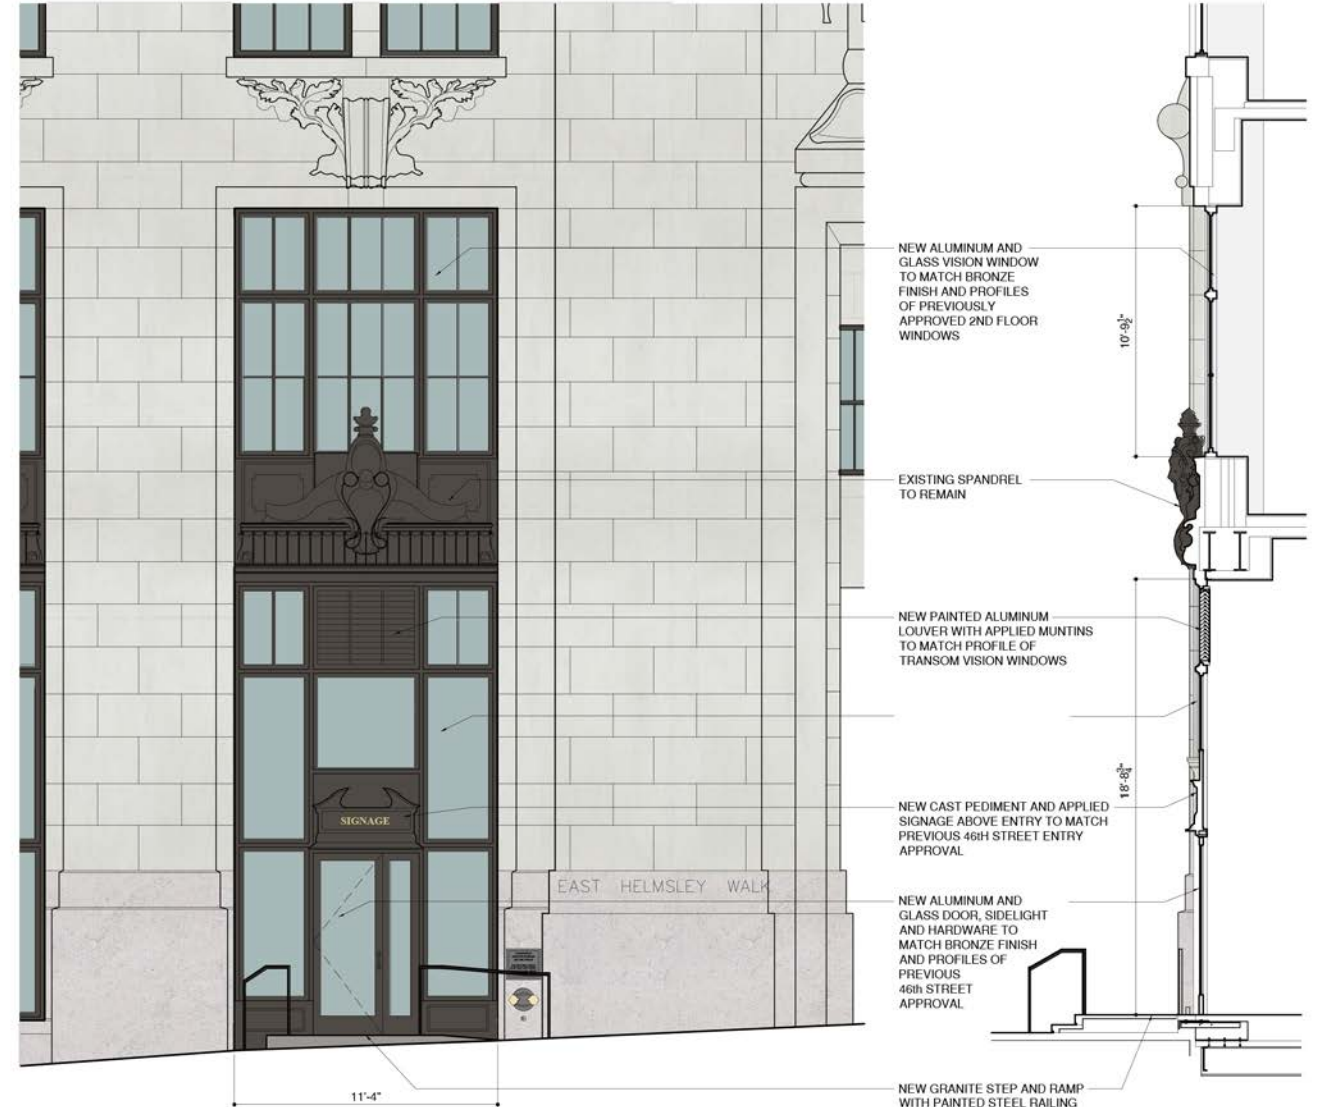 NEW ALUMINUM AND
GLASS VISION WINDOW
TO MATCH BRONZE
FINISH AND PROFILES
OF PREVIOUSLY
APPROVED 2ND FLOOR
WINDOWS
10'-9½"
EXISTING SPANDREL
TO REMAIN
NEW PAINTED ALUMINUM
LOUVER WITH APPLIED MUNTINS
TO MATCH PROFILE OF
TRANSOM VISION WINDOWS
18'-8¾"
NEW CAST PEDIMENT AND APPLIED
SIGNAGE ABOVE ENTRY TO MATCH
PREVIOUS 46tH STREET ENTRY
APPROVAL
SIGNAGE
EAST HELMSLEY WALK
NEW ALUMINUM AND
GLASS DOOR, SIDELIGHT
AND HARDWARE TO
MATCH BRONZE FINISH
AND PROFILES OF
PREVIOUS
46th STREET
APPROVAL
NEW GRANITE STEP AND RAMP
WITH PAINTED STEEL RAILING
11'-4"